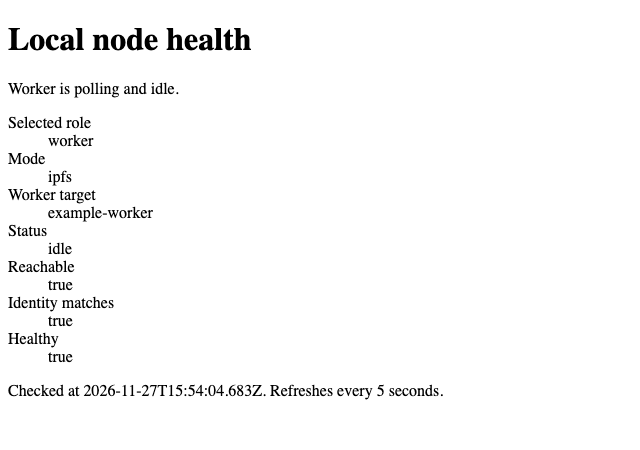 Local node health
Worker is polling and idle.
Selected role
worker
Mode
ipfs
Worker target
example-worker
Status
idle
Reachable
true
Identity matches
true
Healthy
true
Checked at 2026-11-27T15:54:04.683Z. Refreshes every 5 seconds.